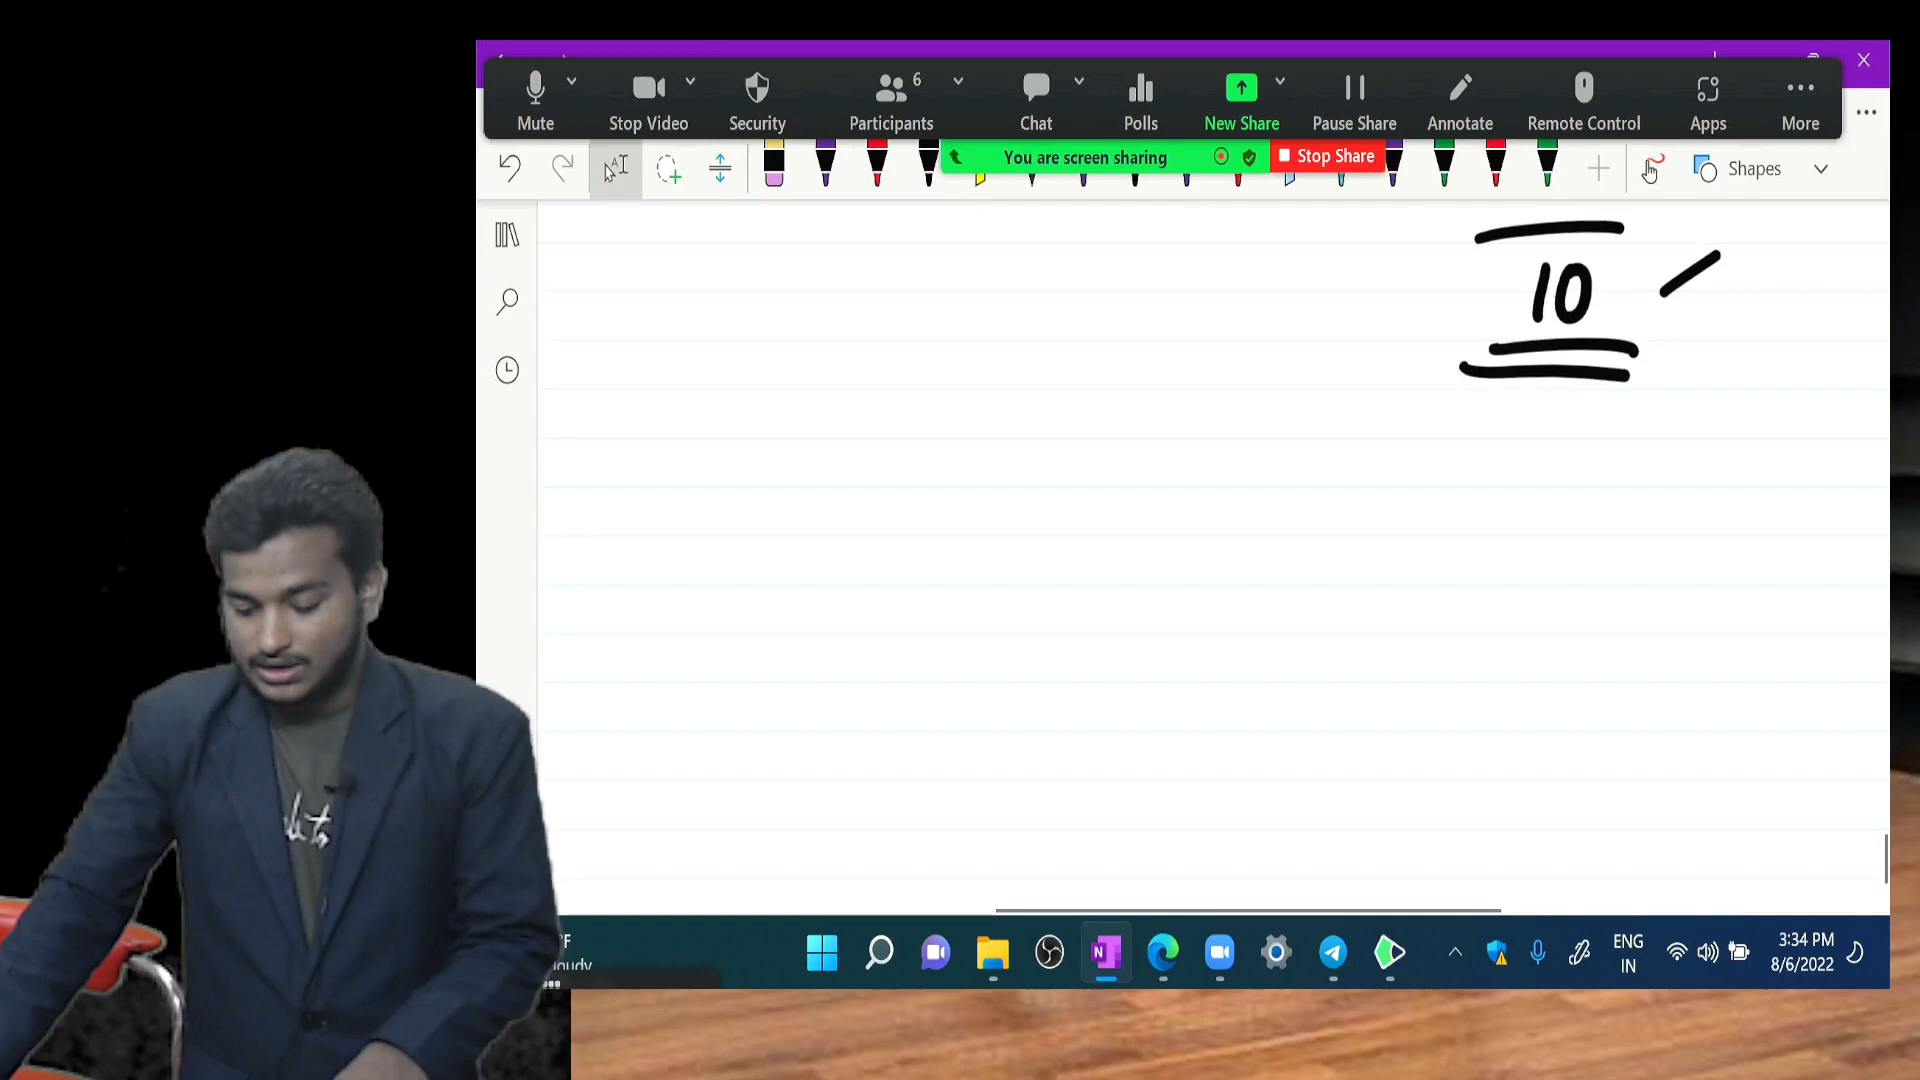 6
Mute Stop Video Security Participants Chat Polls New Share Pause Share Annotate Remote Control Apps More
You are screen sharing Stop Share
Shapes
10
ENG
IN
3:34 PM
8/6/2022